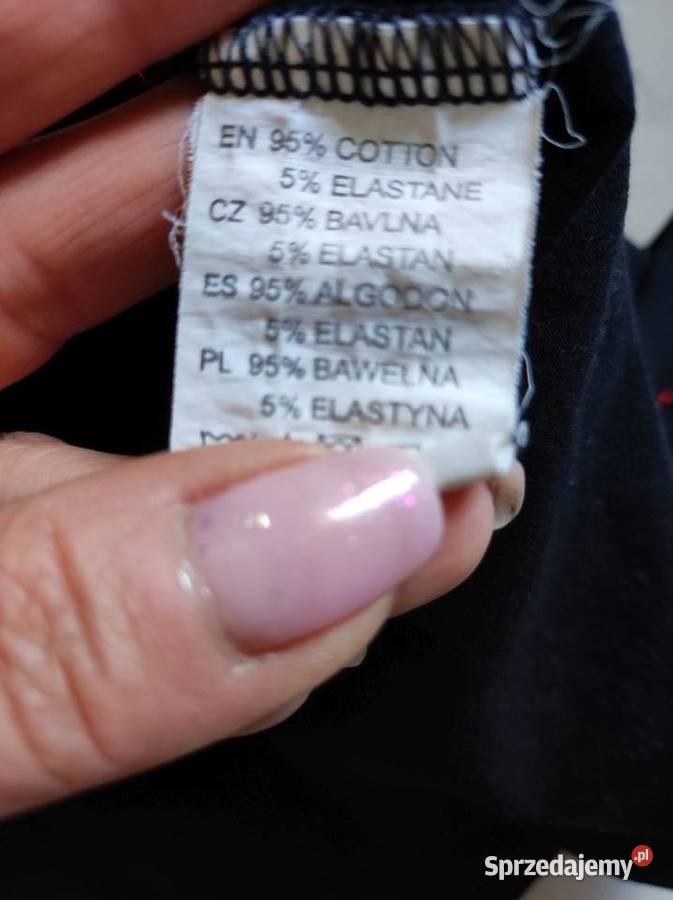 EN 95% COTTON
5% ELASTANE
CZ 95% BAVLNA
5% ELASTAN
ES 95% ALGODON
5% ELASTAN
PL 95% BAWEŁNA
5% ELASTYNA
Sprzedajemy.pl